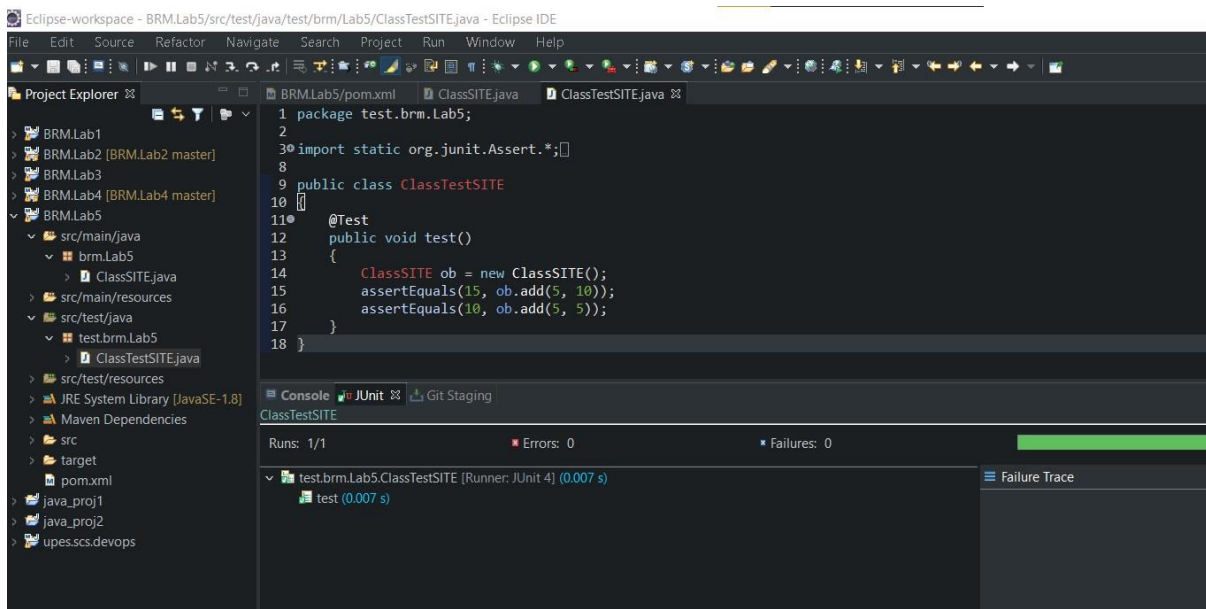 Eclipse-workspace - BRM.Lab5/src/test/java/test/brm/Lab5/ClassTestSITE.java - Eclipse IDE
File Edit Source Refactor Navigate Search Project Run Window Help
Project Explorer
BRM.Lab1
BRM.Lab2 [BRM.Lab2 master]
BRM.Lab3
BRM.Lab4 [BRM.Lab4 master]
BRM.Lab5
src/main/java
brm.Lab5
ClassSITE.java
src/main/resources
src/test/java
test.brm.Lab5
ClassTestSITE.java
src/test/resources
JRE System Library [JavaSE-1.8]
Maven Dependencies
src
target
pom.xml
java_proj1
java_proj2
upes.scs.devops
BRM.Lab5/pom.xml ClassSITE.java ClassTestSITE.java
1 package test.brm.Lab5;
2
3 import static org.junit.Assert.*;
8
9 public class ClassTestSITE
10 {
11 @Test
12 public void test()
13 {
14 ClassSITE ob = new ClassSITE();
15 assertEquals(15, ob.add(5, 10));
16 assertEquals(10, ob.add(5, 5));
17 }
18 }
Console JUnit Git Staging
ClassTestSITE
Runs: 1/1 Errors: 0 Failures: 0
test.brm.Lab5.ClassTestSITE [Runner: JUnit 4] (0.007 s)
test (0.007 s)
Failure Trace